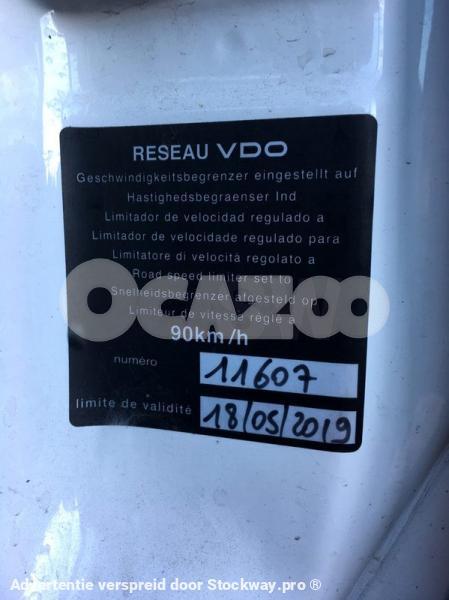 RESEAU VDO
Geschwindigkeitsbegrenzer eingestellt auf
Hastighedsbegraenser Ind
Limitador de velocidad regulado a
Limitador de velocidade regulado para
Limitatore di velocità regolato a
Road speed limiter set to
Snelheidsbegrenzer afgesteld op
Limiteur de vitesse réglé à
OCAZOO
90km/h
numéro 11607
limite de validité 18/05/2019
Advertentie verspreid door Stockway.pro ®